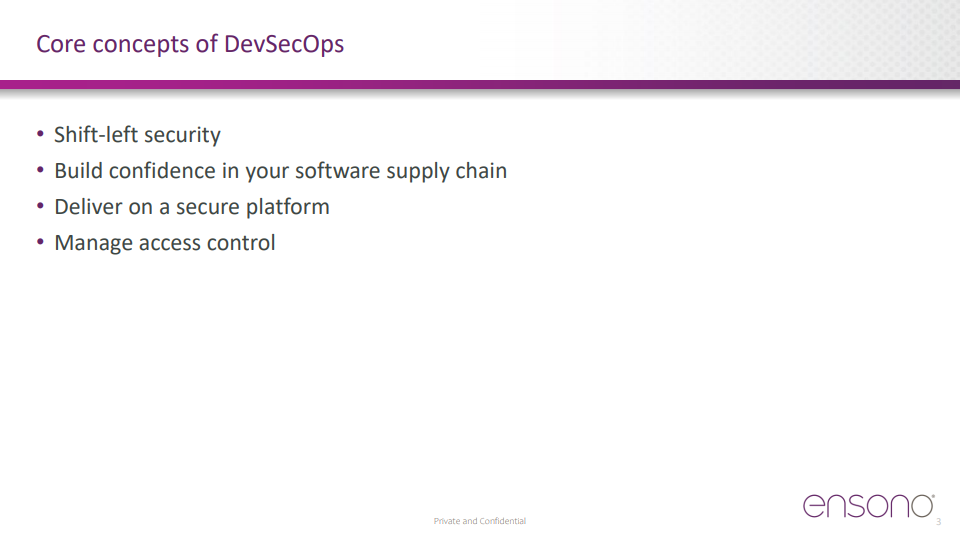 Core concepts of DevSecOps
• Shift-left security
• Build confidence in your software supply chain
• Deliver on a secure platform
• Manage access control
ensono
Private and Confidential
3